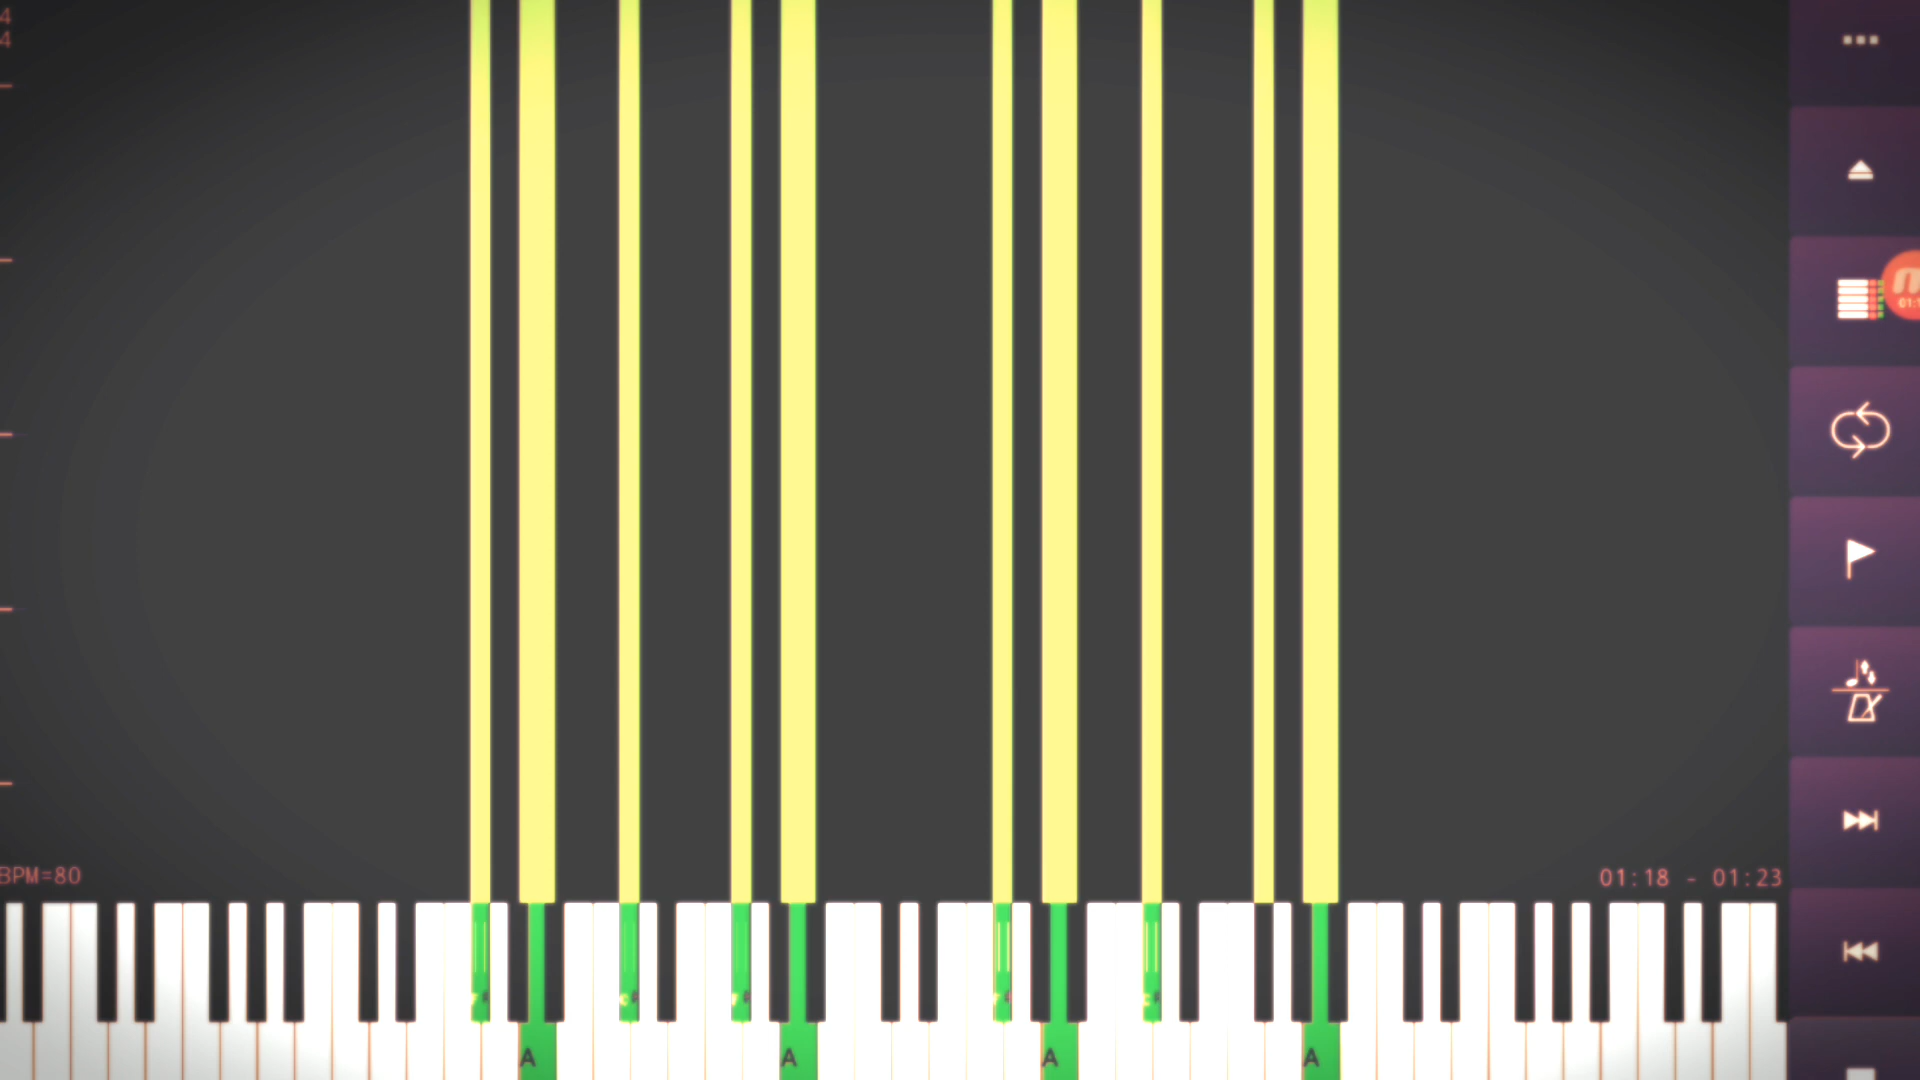 4
4
BPM=80
01:18 - 01:23
F# C# F# F# C#
A A A A